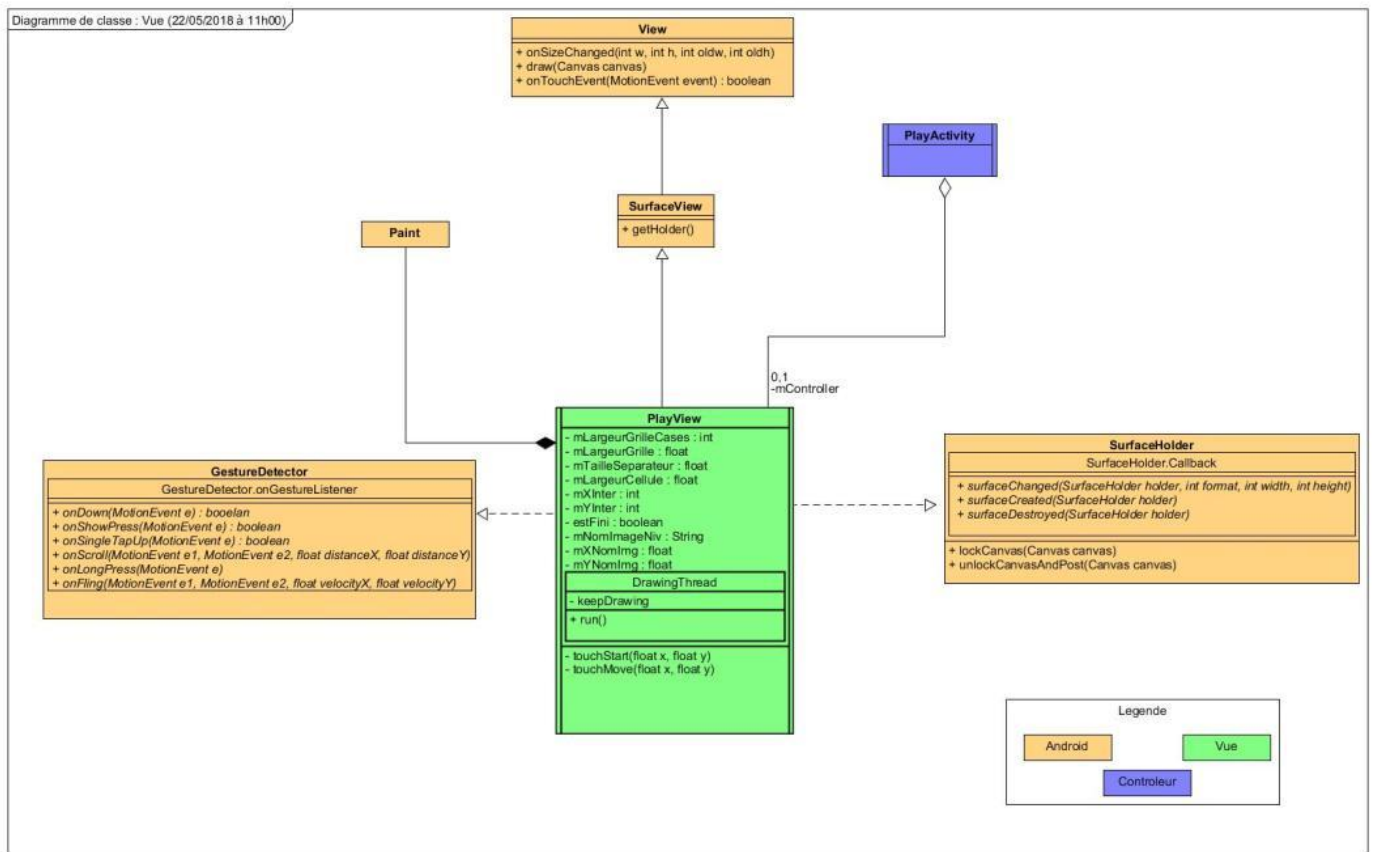 Diagramme de classe : Vue (22/05/2018 à 11h00)
View
+ onSizeChanged(int w, int h, int oldw, int oldh)
+ draw(Canvas canvas)
+ onTouchEvent(MotionEvent event) : boolean
PlayActivity
SurfaceView
+ getHolder()
Paint
0,1
-mController
PlayView
- mLargeurGrilleCases : int
- mLargeurGrille : float
- mTailleSeparateur : float
- mLargeurCellule : float
- mXInter : int
- mYInter : int
- estFini : boolean
- mNomImageNiv : String
- mXNomImg : float
- mYNomImg : float
DrawingThread
- keepDrawing
+ run()
- touchStart(float x, float y)
- touchMove(float x, float y)
GestureDetector
GestureDetector.onGestureListener
+ onDown(MotionEvent e) : booelan
+ onShowPress(MotionEvent e) : boolean
+ onSingleTapUp(MotionEvent e) : boolean
+ onScroll(MotionEvent e1, MotionEvent e2, float distanceX, float distanceY)
+ onLongPress(MotionEvent e)
+ onFling(MotionEvent e1, MotionEvent e2, float velocityX, float velocityY)
SurfaceHolder
SurfaceHolder.Callback
+ surfaceChanged(SurfaceHolder holder, int format, int width, int height)
+ surfaceCreated(SurfaceHolder holder)
+ surfaceDestroyed(SurfaceHolder holder)
+ lockCanvas(Canvas canvas)
+ unlockCanvasAndPost(Canvas canvas)
Legende
Android
Vue
Controleur